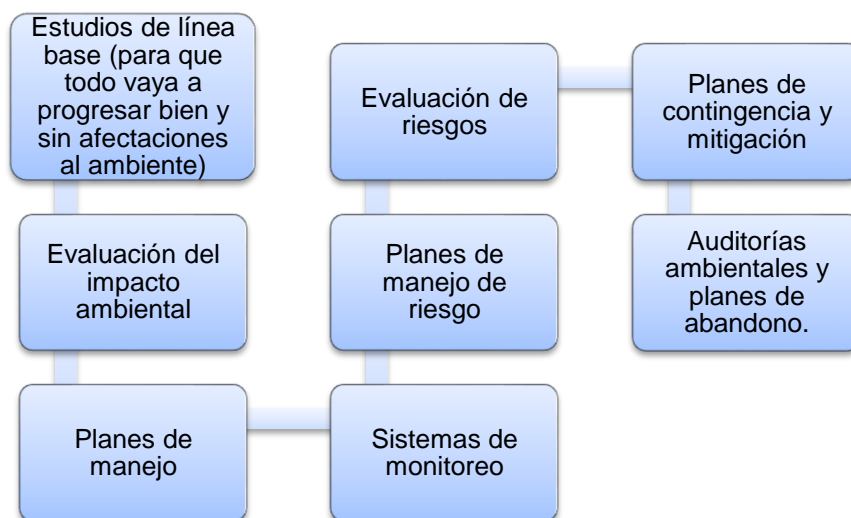 Estudios de línea
base (para que
todo vaya a
progresar bien y
sin afectaciones
al ambiente)
Evaluación del
impacto
ambiental
Planes de
manejo
Sistemas de
monitoreo
Planes de
manejo de
riesgo
Evaluación de
riesgos
Planes de
contingencia y
mitigación
Auditorías
ambientales y
planes de
abandono.